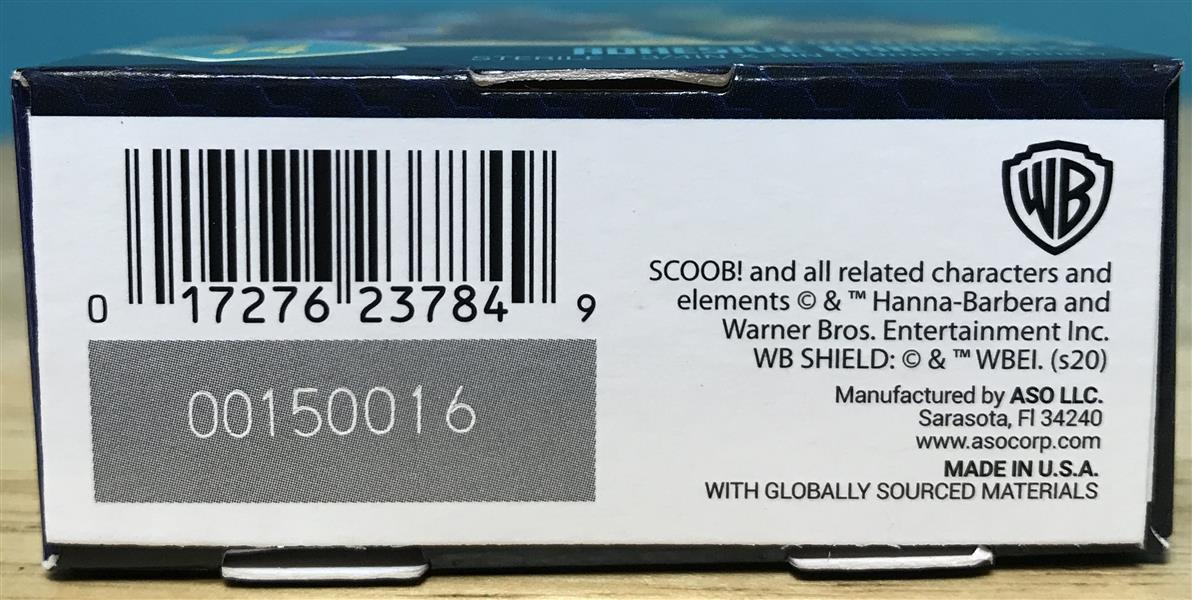 ADHESIVE
STERILE
0 17276 23784 9
00150016
WB
SCOOB! and all related characters and
elements © & ™ Hanna-Barbera and
Warner Bros. Entertainment Inc.
WB SHIELD: © & ™ WBEI. (s20)
Manufactured by ASO LLC.
Sarasota, Fl 34240
www.asocorp.com
MADE IN U.S.A.
WITH GLOBALLY SOURCED MATERIALS